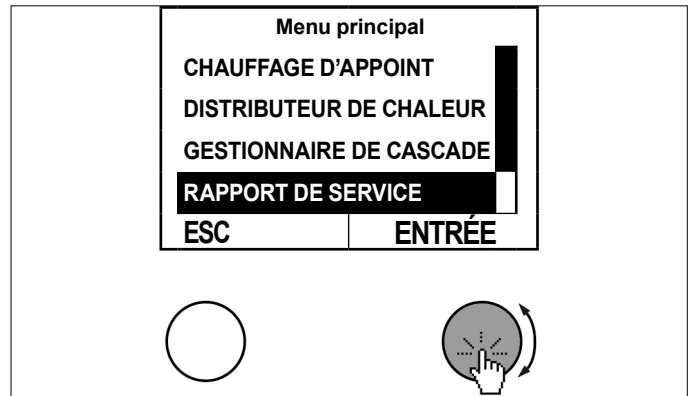 Menu principal
CHAUFFAGE D'APPOINT
DISTRIBUTEUR DE CHALEUR
GESTIONNAIRE DE CASCADE
RAPPORT DE SERVICE
ESC ENTRÉE